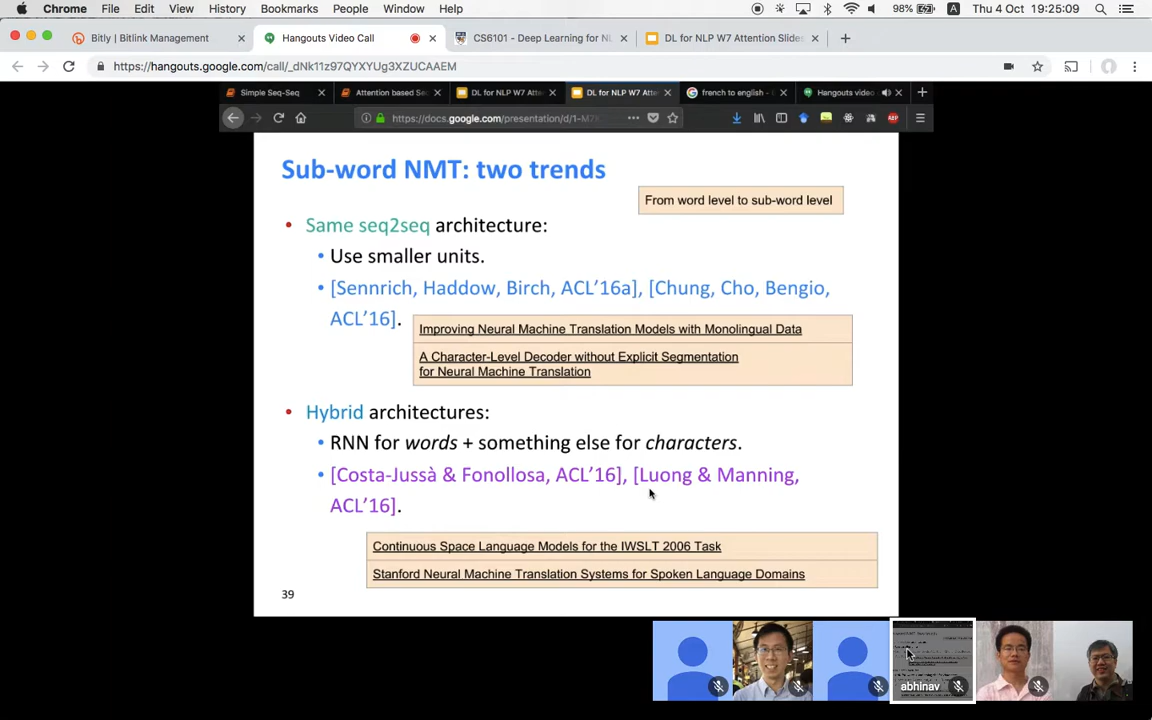 Chrome File Edit View History Bookmarks People Window Help 98% A Thu 4 Oct 19:25:09
Bitly | Bitlink Management Hangouts Video Call CS6101 - Deep Learning for NL DL for NLP W7 Attention Slides
https://hangouts.google.com/call/_dNk11z97QYXYUg3XZUCAAEM
Simple Seq-Seq Attention based Se DL for NLP W7 Atte DL for NLP W7 Atte french to english - Hangouts video
https://docs.google.com/presentation/d/1-M7
Sub-word NMT: two trends
From word level to sub-word level
• Same seq2seq architecture:
• Use smaller units.
• [Sennrich, Haddow, Birch, ACL’16a], [Chung, Cho, Bengio,
ACL’16].
Improving Neural Machine Translation Models with Monolingual Data
A Character-Level Decoder without Explicit Segmentation
for Neural Machine Translation
• Hybrid architectures:
• RNN for words + something else for characters.
• [Costa-Jussà & Fonollosa, ACL’16], [Luong & Manning,
ACL’16].
Continuous Space Language Models for the IWSLT 2006 Task
Stanford Neural Machine Translation Systems for Spoken Language Domains
39
abhinav